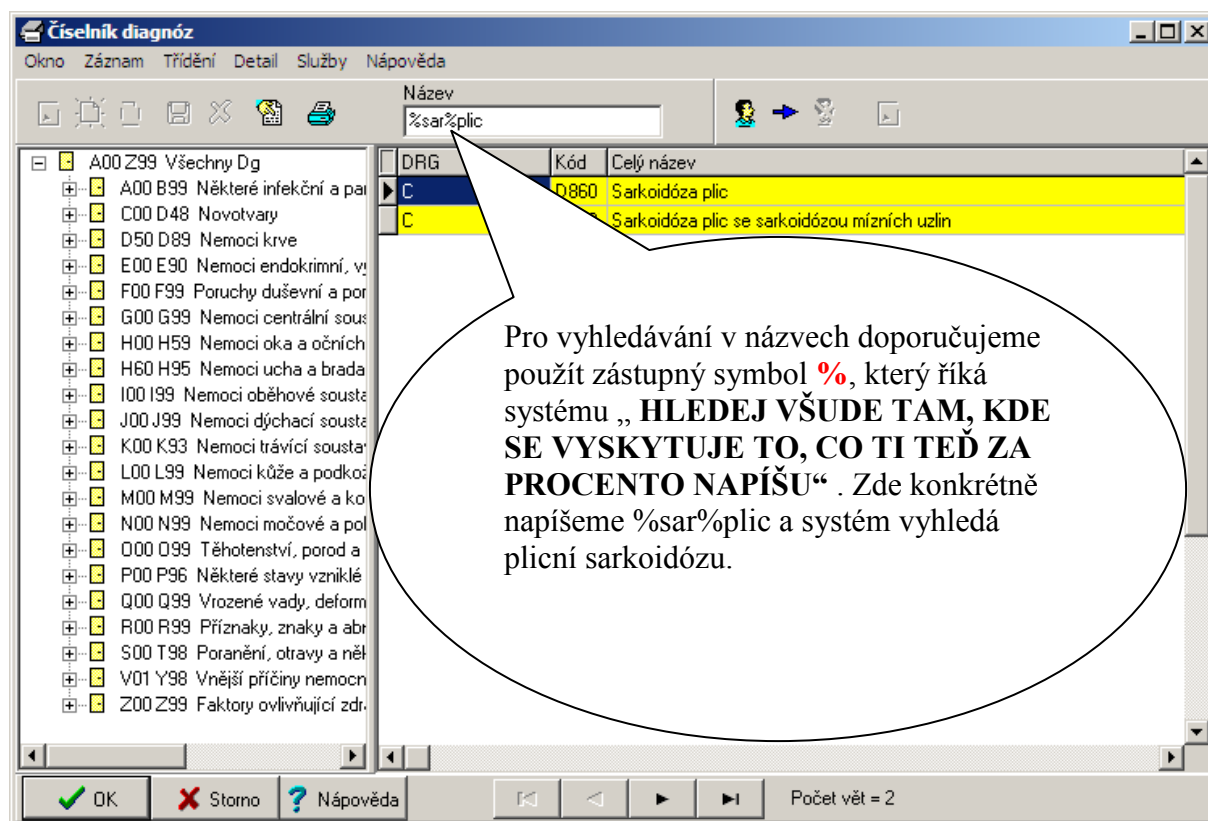 Číselník diagnóz
Okno Záznam Třídění Detail Služby Nápověda
Název
%sar%plic
A00 Z99 Všechny Dg
A00 B99 Některé infekční a par
C00 D48 Novotvary
D50 D89 Nemoci krve
E00 E90 Nemoci endokrimní, vý
F00 F99 Poruchy duševní a por
G00 G99 Nemoci centrální sous
H00 H59 Nemoci oka a očních
H60 H95 Nemoci ucha a brada
I00 I99 Nemoci oběhové sousta
J00 J99 Nemoci dýchací sousta
K00 K93 Nemoci trávící sousta
L00 L99 Nemoci kůže a podkož
M00 M99 Nemoci svalové a ko
N00 N99 Nemoci močové a pol
O00 O99 Těhotenství, porod a
P00 P96 Některé stavy vzniklé
Q00 Q99 Vrozené vady, deform
R00 R99 Příznaky, znaky a abn
S00 T98 Poranění, otravy a něk
V01 Y98 Vnější příčiny nemocn
Z00 Z99 Faktory ovlivňující zdr
DRG Kód Celý název
C D860 Sarkoidóza plic
C Sarkoidóza plic se sarkoidózou mízních uzlin
Pro vyhledávání v názvech doporučujeme
použít zástupný symbol %, který říká
systému „ HLEDEJ VŠUDE TAM, KDE
SE VYSKYTUJE TO, CO TI TEĎ ZA
PROCENTO NAPÍŠU“ . Zde konkrétně
napíšeme %sar%plic a systém vyhledá
plicní sarkoidózu.
OK Storno Nápověda Počet vět = 2